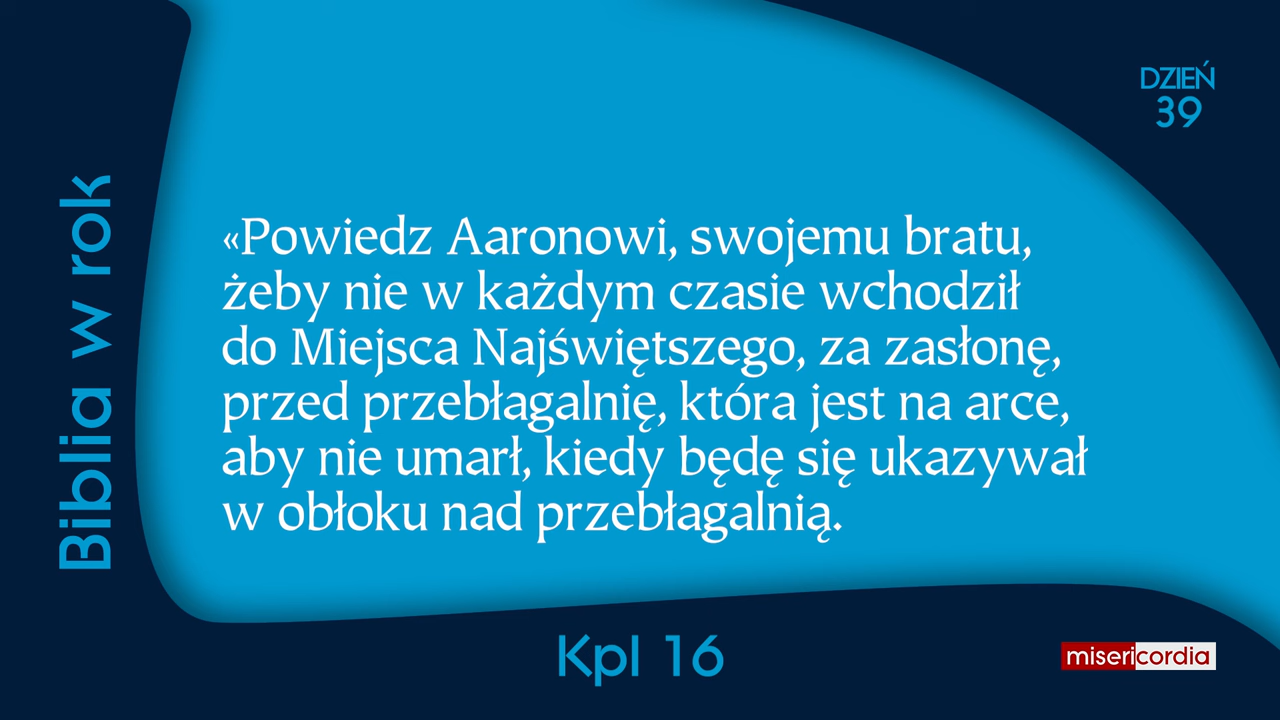 DZIEŃ
39
Biblia w rok
«Powiedz Aaronowi, swojemu bratu,
żeby nie w każdym czasie wchodził
do Miejsca Najświętszego, za zasłonę,
przed przebłagalnię, która jest na arce,
aby nie umarł, kiedy będę się ukazywał
w obłoku nad przebłagalnią.
Kpl 16
misericordia